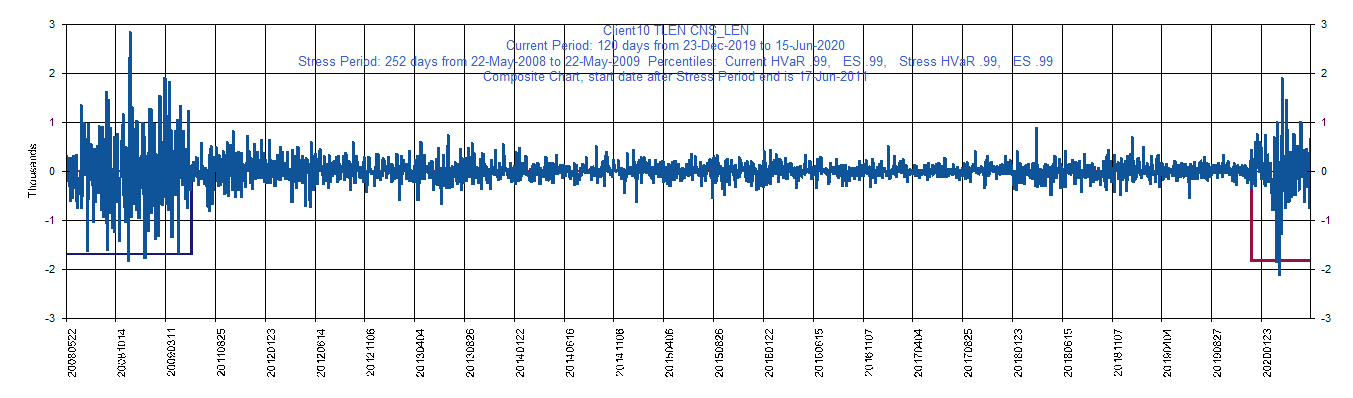 Client10 TLEN CNS_LEN
Current Period: 120 days from 23-Dec-2019 to 15-Jun-2020
Stress Period: 252 days from 22-May-2008 to 22-May-2009 Percentiles: Current HVaR .99, ES .99, Stress HVaR .99, ES .99
Composite Chart, start date after Stress Period end is 17-Jun-2011
3 3
2 2
1 1
Thousands
0 0
-1 -1
-2 -2
-3 -3
20080522 20081014 20090311 20110825 20120123 20120614 20121106 20130404 20130826 20140122 20140616 20141106 20150406 20150826 20160122 20160615 20161107 20170404 20170825 20180123 20180615 20181107 20190404 20190827 20200123